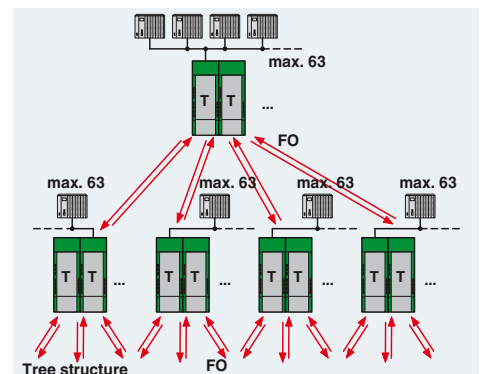 max. 63
T T ...
FO
max. 63 max. 63 max. 63 max. 63
T T ... T T ... T T ... T T ...
Tree structure FO